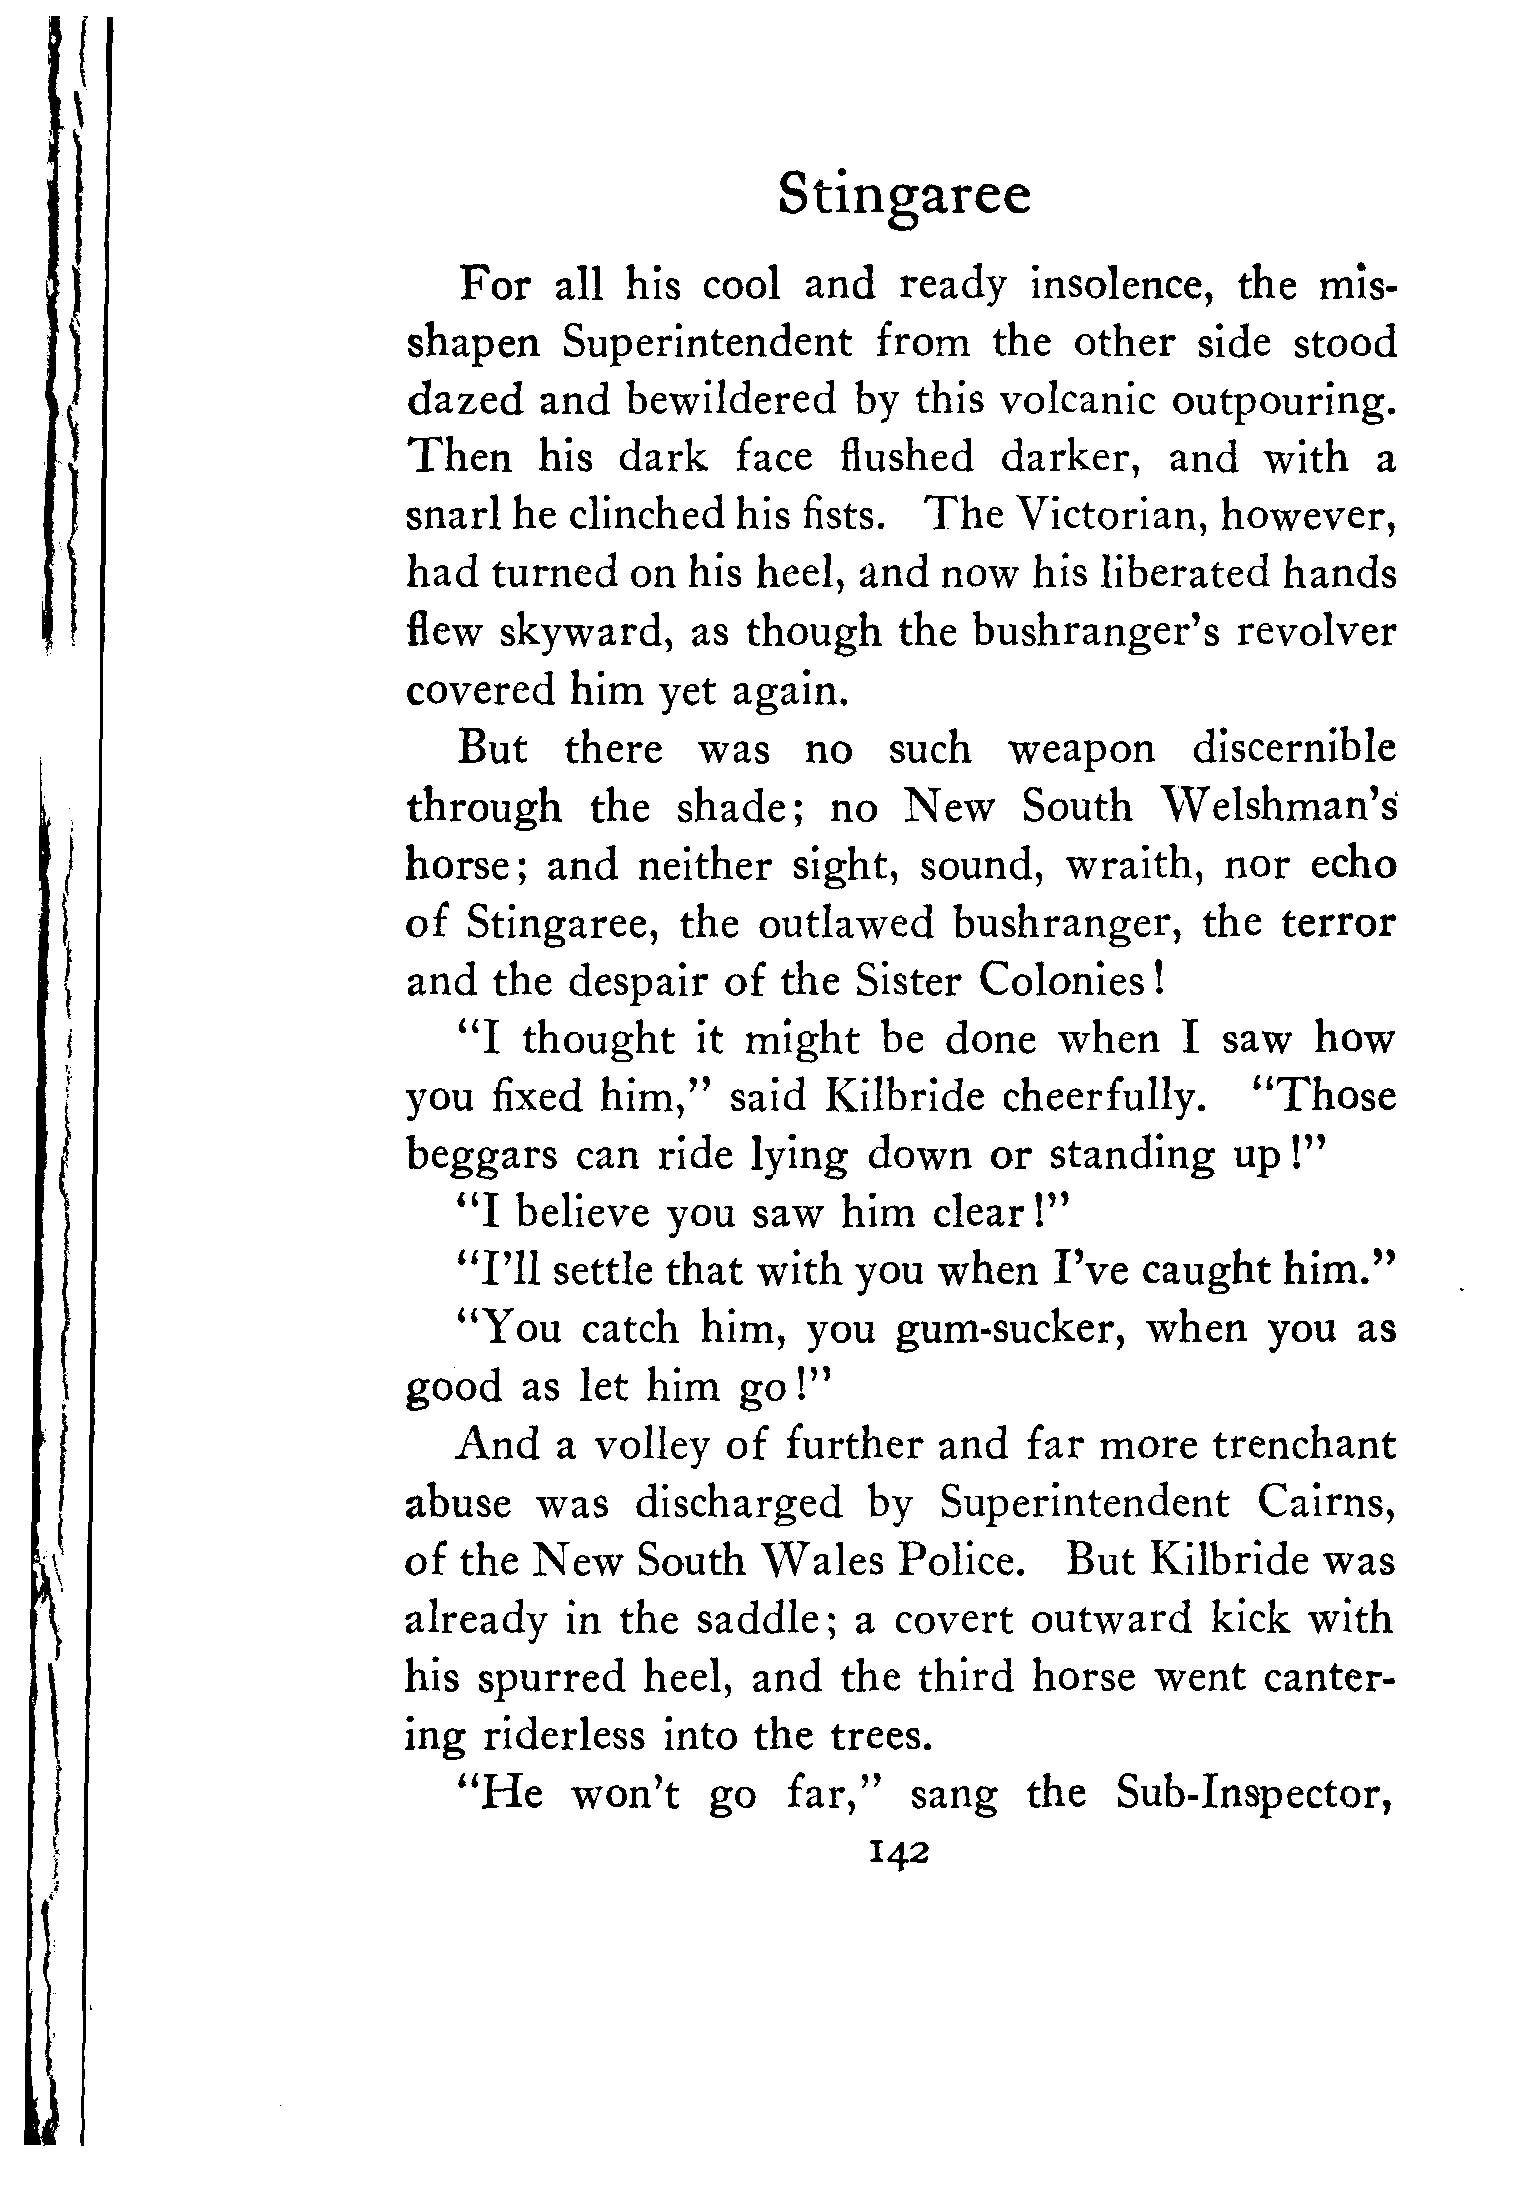 Stingaree
For all his cool and ready insolence, the mis-
shapen Superintendent from the other side stood
dazed and bewildered by this volcanic outpouring.
Then his dark face flushed darker, and with a
snarl he clinched his fists. The Victorian, however,
had turned on his heel, and now his liberated hands
flew skyward, as though the bushranger's revolver
covered him yet again.
But there was no such weapon discernible
through the shade; no New South Welshman's
horse; and neither sight, sound, wraith, nor echo
of Stingaree, the outlawed bushranger, the terror
and the despair of the Sister Colonies!
"I thought it might be done when I saw how
you fixed him," said Kilbride cheerfully. "Those
beggars can ride lying down or standing up!"
"I believe you saw him clear!"
"I'll settle that with you when I've caught him."
"You catch him, you gum-sucker, when you as
good as let him go!"
And a volley of further and far more trenchant
abuse was discharged by Superintendent Cairns,
of the New South Wales Police. But Kilbride was
already in the saddle; a covert outward kick with
his spurred heel, and the third horse went canter-
ing riderless into the trees.
"He won't go far," sang the Sub-Inspector,
142